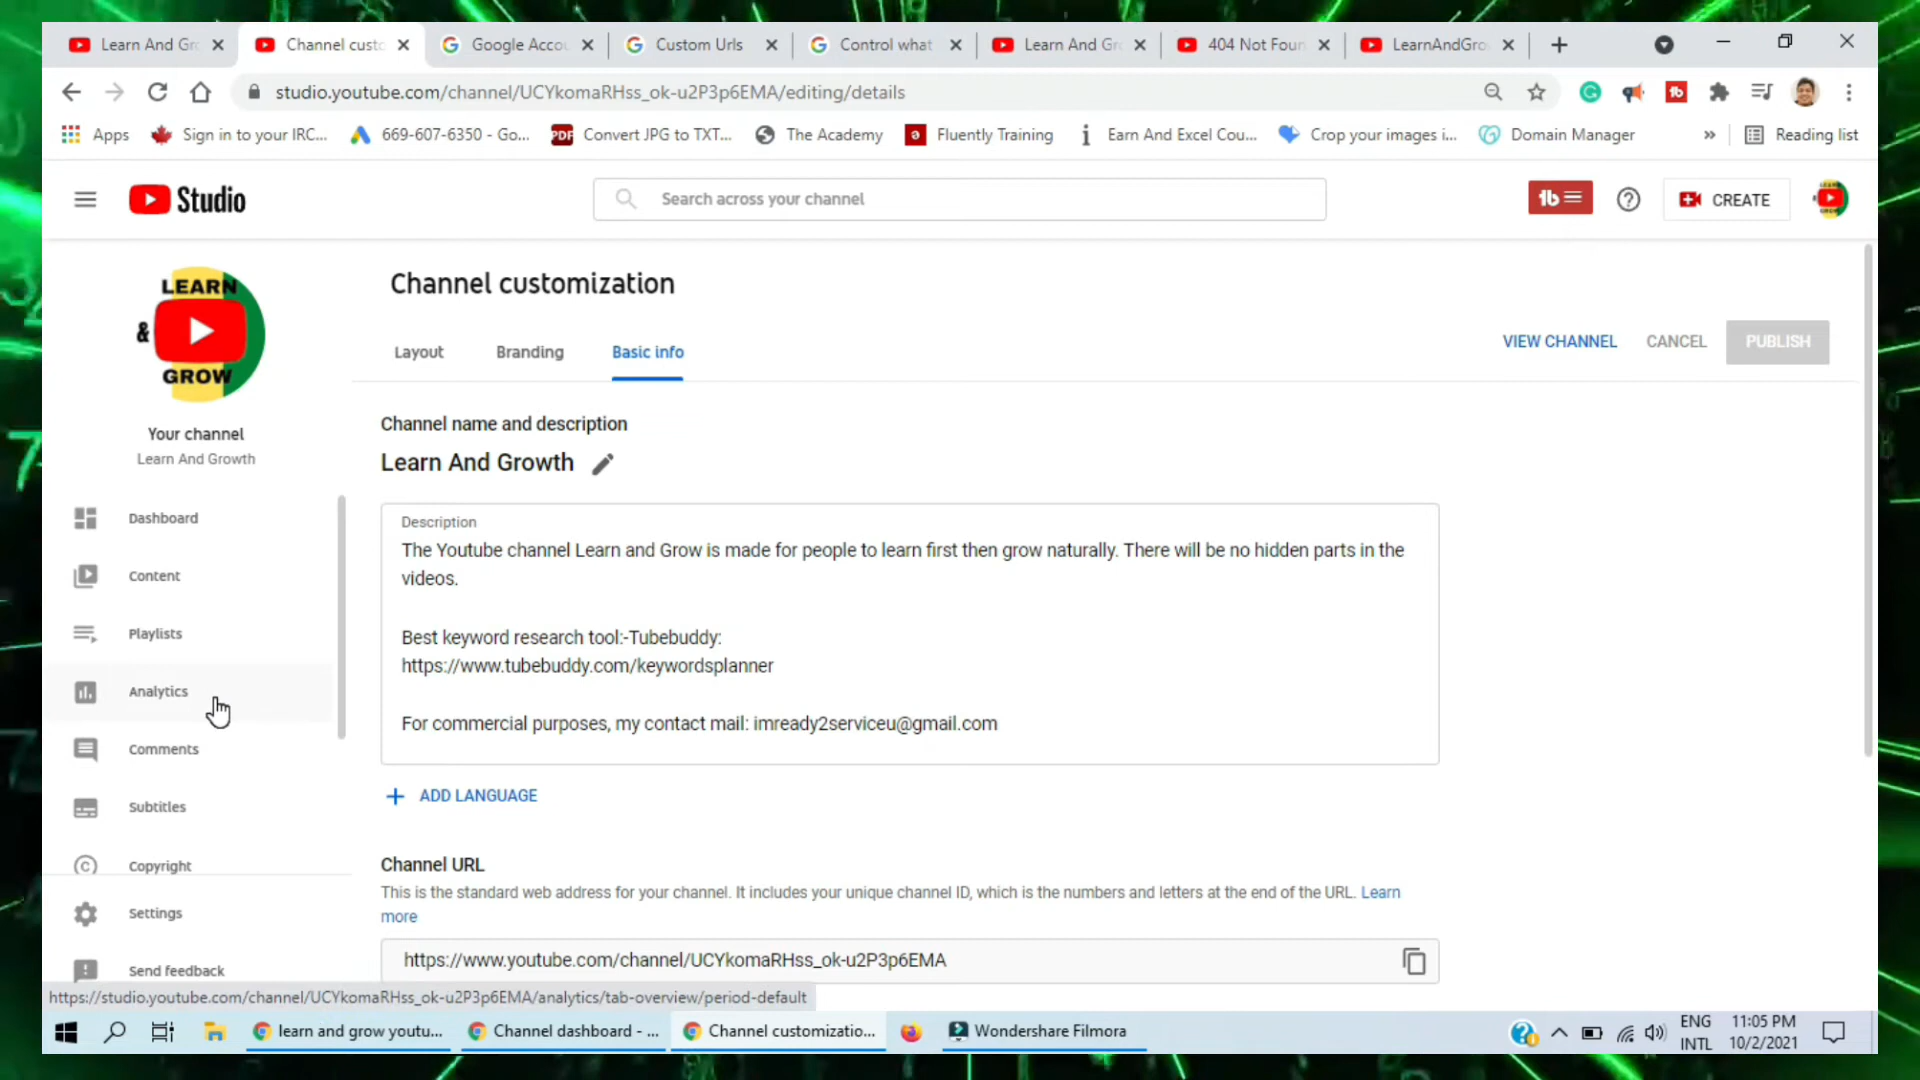 Learn And Gr
Channel custo
Google Accou
Custom Urls
Control what
Learn And Gr
404 Not Foun
LearnAndGro
studio.youtube.com/channel/UCYkomaRHss_ok-u2P3p6EMA/editing/details
Apps
Sign in to your IRC...
669-607-6350 - Go...
PDF
Convert JPG to TXT...
The Academy
Fluently Training
Earn And Excel Cou...
Crop your images i...
Domain Manager
»
Reading list
Studio
Search across your channel
CREATE
LEARN
&
GROW
Your channel
Learn And Growth
Dashboard
Content
Playlists
Analytics
Comments
Subtitles
Copyright
Settings
Send feedback
Channel customization
Layout
Branding
Basic info
VIEW CHANNEL
CANCEL
PUBLISH
Channel name and description
Learn And Growth
Description
The Youtube channel Learn and Grow is made for people to learn first then grow naturally. There will be no hidden parts in the
videos.
Best keyword research tool:-Tubebuddy:
https://www.tubebuddy.com/keywordsplanner
For commercial purposes, my contact mail: imready2serviceu@gmail.com
+ ADD LANGUAGE
Channel URL
This is the standard web address for your channel. It includes your unique channel ID, which is the numbers and letters at the end of the URL. Learn
more
https://www.youtube.com/channel/UCYkomaRHss_ok-u2P3p6EMA
https://studio.youtube.com/channel/UCYkomaRHss_ok-u2P3p6EMA/analytics/tab-overview/period-default
learn and grow youtu...
Channel dashboard - ...
Channel customizatio...
Wondershare Filmora
ENG
INTL
11:05 PM
10/2/2021